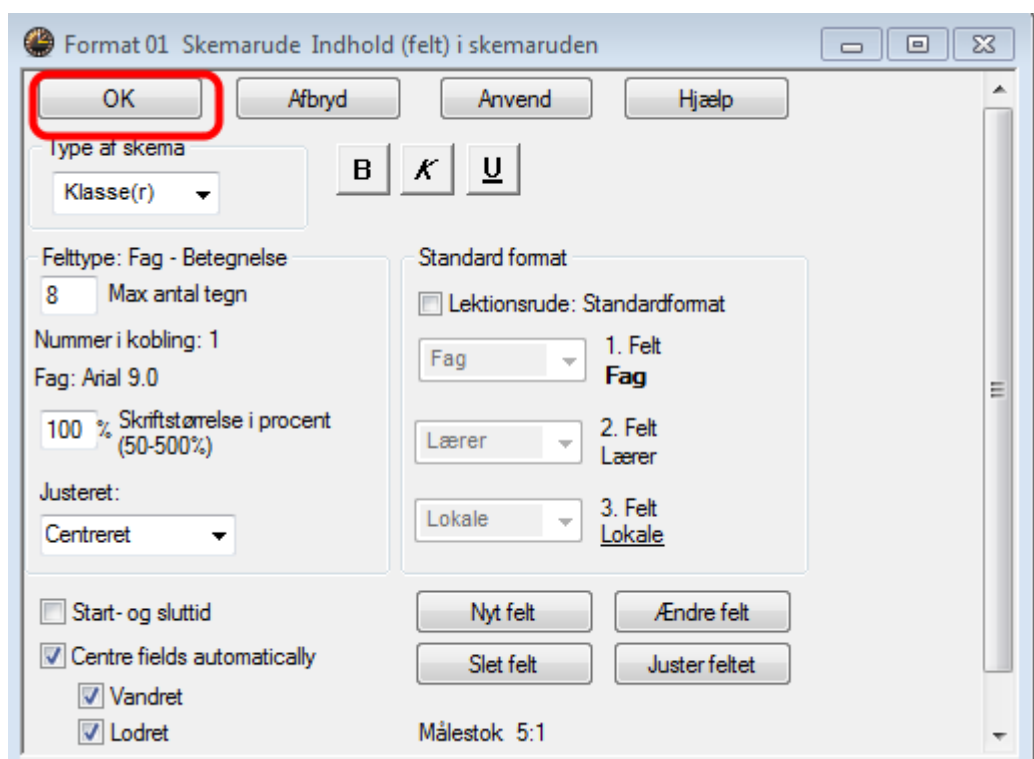 Format 01 Skemarude Indhold (felt) i skemaruden
OK Afbryd Anvend Hjælp
Type af skema
B K U
Klasse(r)
Felttype: Fag - Betegnelse
8 Max antal tegn
Nummer i kobling: 1
Fag: Arial 9.0
100 % Skriftstørrelse i procent
(50-500%)
Justeret:
Centreret
Standard format
Lektionsrude: Standardformat
Fag 1. Felt
Fag
Lærer 2. Felt
Lærer
Lokale 3. Felt
Lokale
Start- og sluttid
Centre fields automatically
Vandret
Lodret
Nyt felt Ændre felt
Slet felt Juster feltet
Målestok 5:1